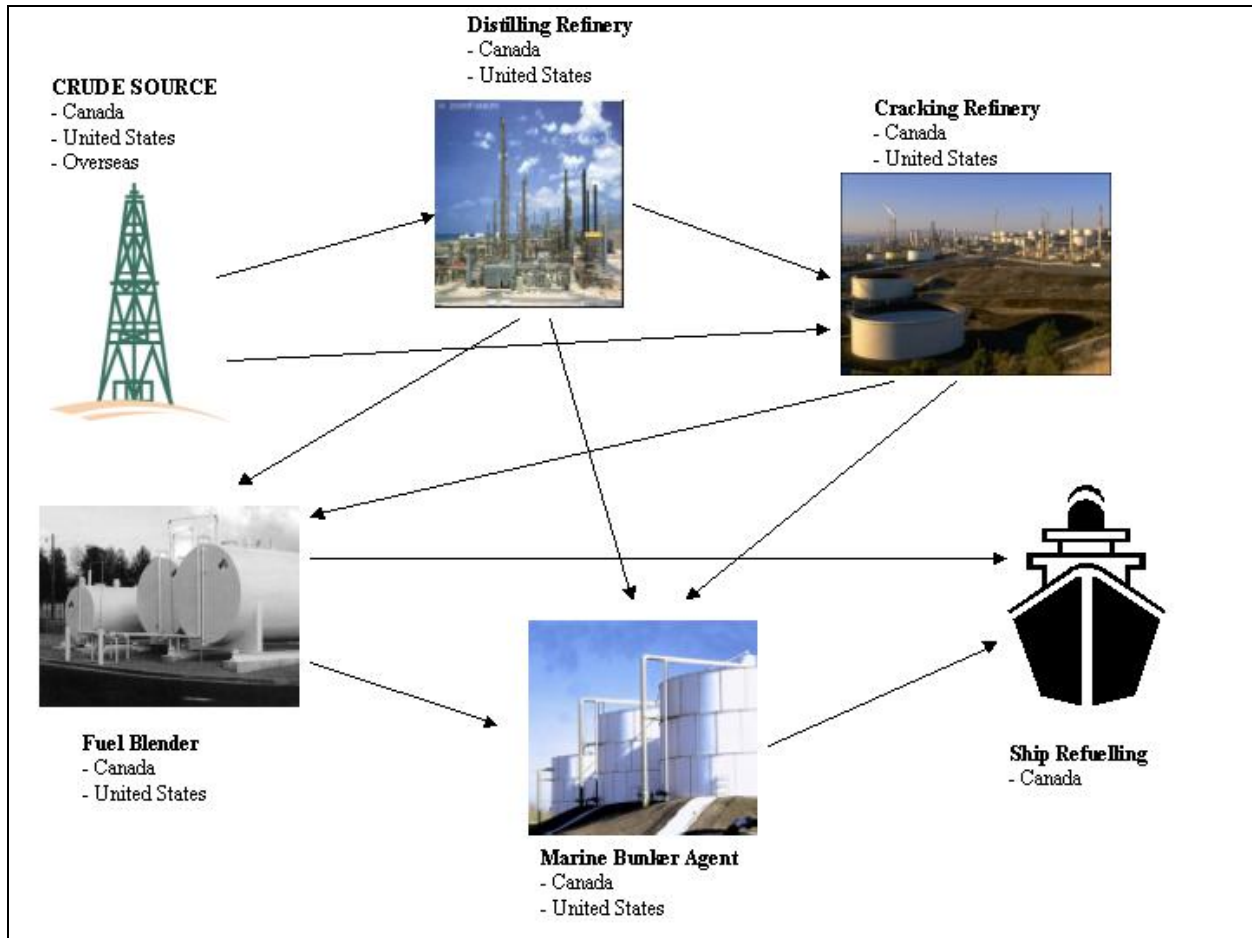 Distilling Refinery
- Canada
- United States
CRUDE SOURCE
- Canada
- United States
- Overseas
Cracking Refinery
- Canada
- United States
Fuel Blender
- Canada
- United States
Marine Bunker Agent
- Canada
- United States
Ship Refuelling
- Canada